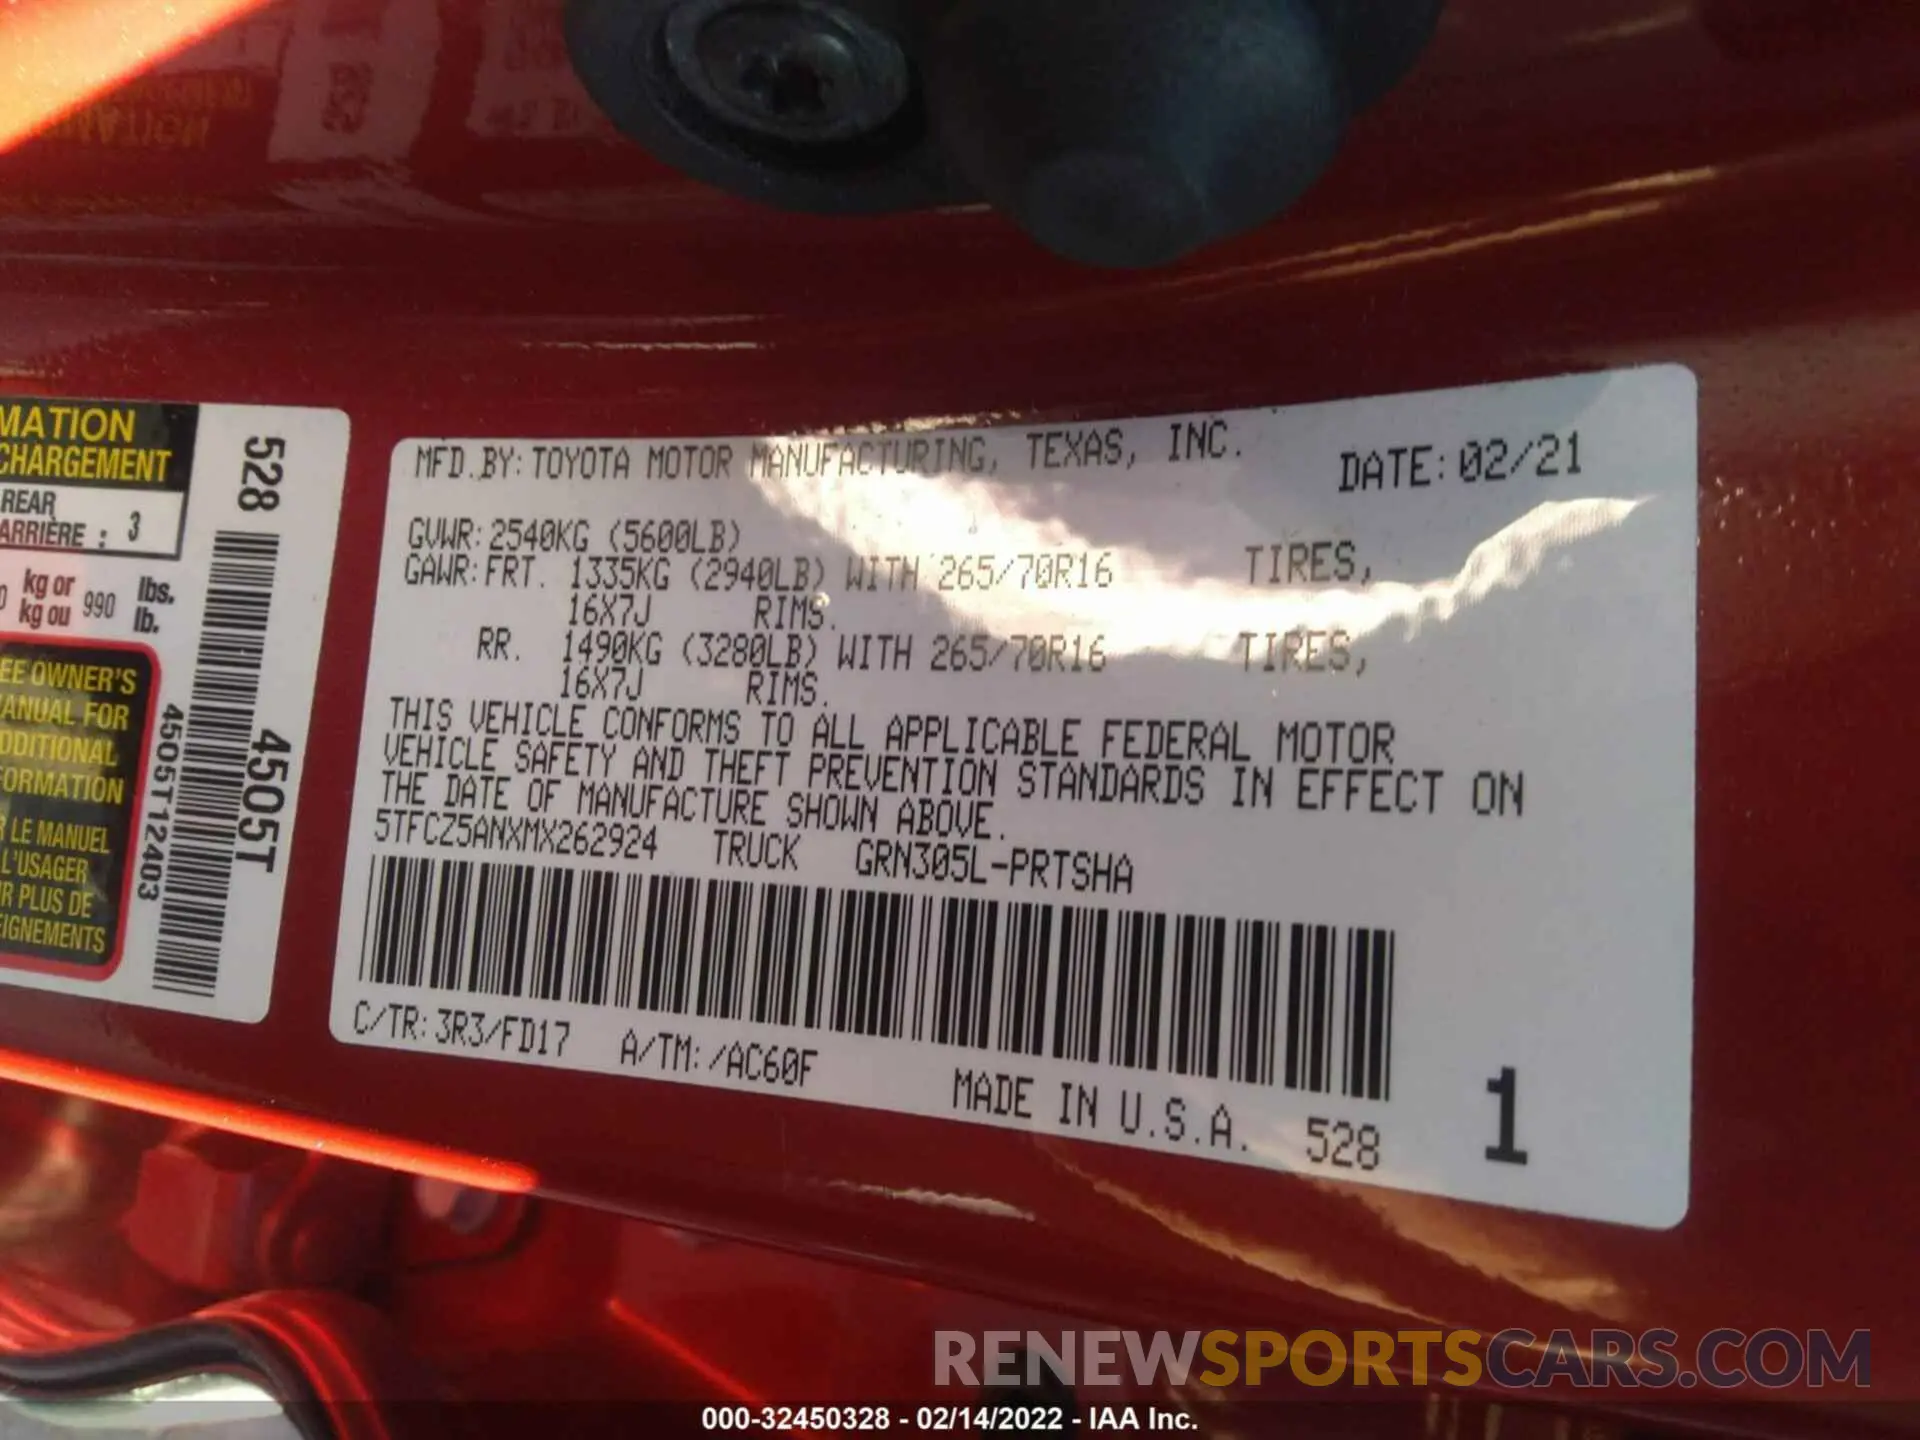 MATION
CHARGEMENT
REAR
ARRIÈRE : 3
kg or
kg ou 990 lbs.
lb.
EE OWNER'S
ANUAL FOR
DDITIONAL
FORMATION
R LE MANUEL
L'USAGER
R PLUS DE
EIGNEMENTS
528
4505T
4505T12403
MFD.BY:TOYOTA MOTOR MANUFACTURING, TEXAS, INC. DATE:02/21
GVWR:2540KG (5600LB)
GAWR:FRT. 1335KG (2940LB) WITH 265/70R16 TIRES,
16X7J RIMS.
RR. 1490KG (3280LB) WITH 265/70R16 TIRES,
16X7J RIMS.
THIS VEHICLE CONFORMS TO ALL APPLICABLE FEDERAL MOTOR
VEHICLE SAFETY AND THEFT PREVENTION STANDARDS IN EFFECT ON
THE DATE OF MANUFACTURE SHOWN ABOVE.
5TFCZ5ANXMX262924 TRUCK GRN305L-PRTSHA
C/TR:3R3/FD17 A/TM:/AC60F
MADE IN U.S.A. 528 1
RENEWSPORTSCARS.COM
000-32450328 - 02/14/2022 - IAA Inc.